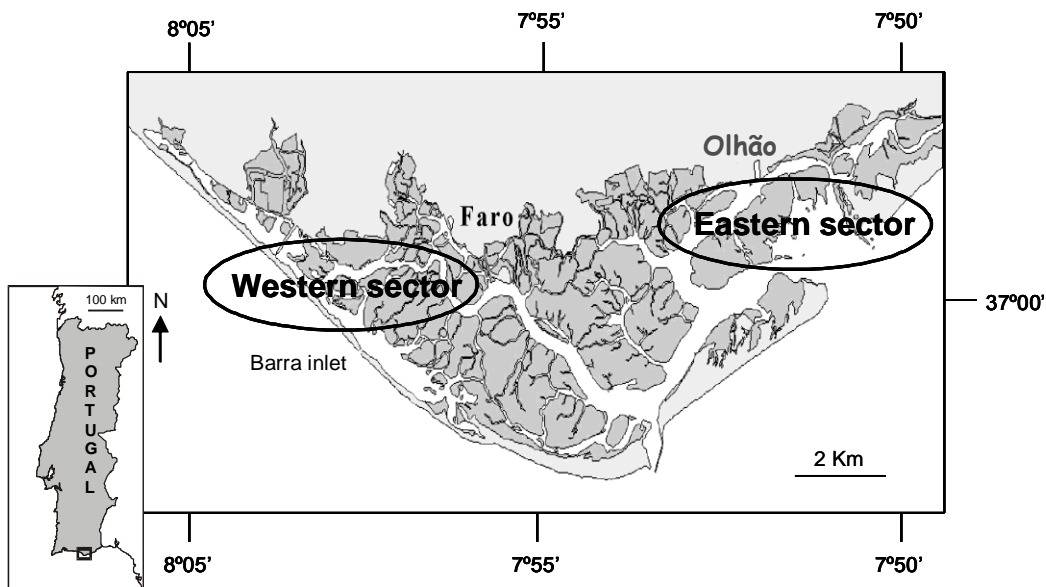 8º05’
7º55’
7º50’
Olhão
Faro
Eastern sector
Western sector
100 km
N
37º00’
Barra inlet
PORTUGAL
2 Km
8º05’
7º55’
7º50’